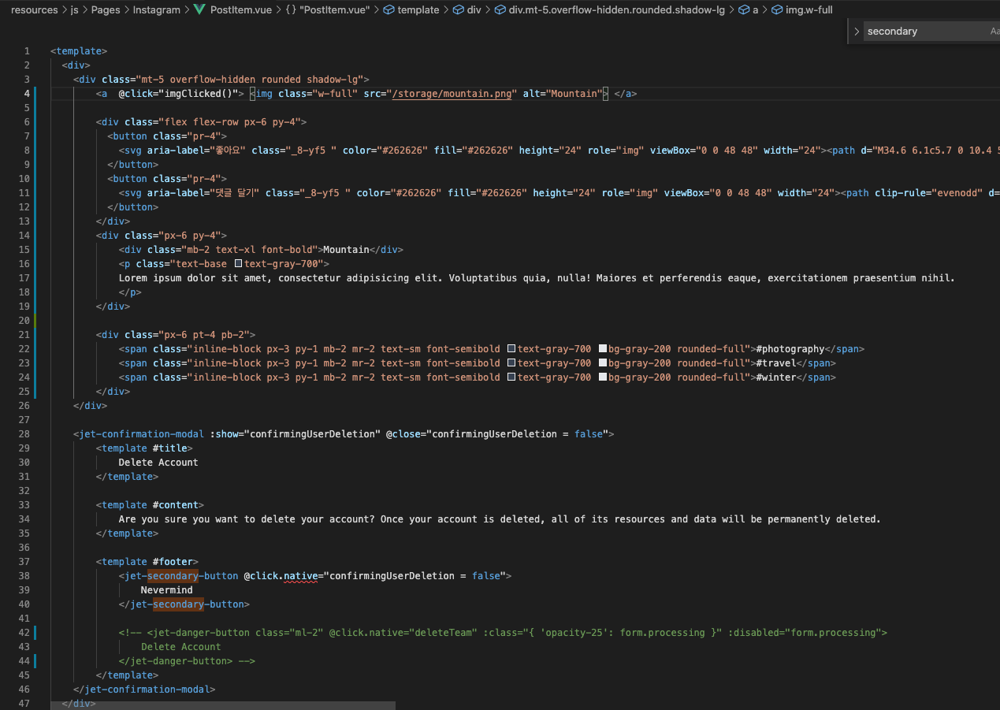 resources > js > Pages > Instagram > PostItem.vue > {} "PostItem.vue" > template > div > div.mt-5.overflow-hidden.rounded.shadow-lg > a > img.w-full
secondary
1 <template>
2 <div>
3 <div class="mt-5 overflow-hidden rounded shadow-lg">
4 <a  @click="imgClicked()"> <img class="w-full" src="/storage/mountain.png" alt="Mountain"> </a>
5
6 <div class="flex flex-row px-6 py-4">
7 <button class="pr-4">
8 <svg aria-label="좋아요" class="_8-yf5 " color="#262626" fill="#262626" height="24" role="img" viewBox="0 0 48 48" width="24"><path d="M34.6 6.1c5.7 0 10.4 5
9 </button>
10 <button class="pr-4">
11 <svg aria-label="댓글 달기" class="_8-yf5 " color="#262626" fill="#262626" height="24" role="img" viewBox="0 0 48 48" width="24"><path clip-rule="evenodd" d=
12 </button>
13 </div>
14 <div class="px-6 py-4">
15 <div class="mb-2 text-xl font-bold">Mountain</div>
16 <p class="text-base text-gray-700">
17 Lorem ipsum dolor sit amet, consectetur adipisicing elit. Voluptatibus quia, nulla! Maiores et perferendis eaque, exercitationem praesentium nihil.
18 </p>
19 </div>
20
21 <div class="px-6 pt-4 pb-2">
22 <span class="inline-block px-3 py-1 mb-2 mr-2 text-sm font-semibold text-gray-700 bg-gray-200 rounded-full">#photography</span>
23 <span class="inline-block px-3 py-1 mb-2 mr-2 text-sm font-semibold text-gray-700 bg-gray-200 rounded-full">#travel</span>
24 <span class="inline-block px-3 py-1 mb-2 mr-2 text-sm font-semibold text-gray-700 bg-gray-200 rounded-full">#winter</span>
25 </div>
26 </div>
27
28 <jet-confirmation-modal :show="confirmingUserDeletion" @close="confirmingUserDeletion = false">
29 <template #title>
30 Delete Account
31 </template>
32
33 <template #content>
34 Are you sure you want to delete your account? Once your account is deleted, all of its resources and data will be permanently deleted.
35 </template>
36
37 <template #footer>
38 <jet-secondary-button @click.native="confirmingUserDeletion = false">
39 Nevermind
40 </jet-secondary-button>
41
42 <!-- <jet-danger-button class="ml-2" @click.native="deleteTeam" :class="{ 'opacity-25': form.processing }" :disabled="form.processing">
43 Delete Account
44 </jet-danger-button> -->
45 </template>
46 </jet-confirmation-modal>
47 </div>